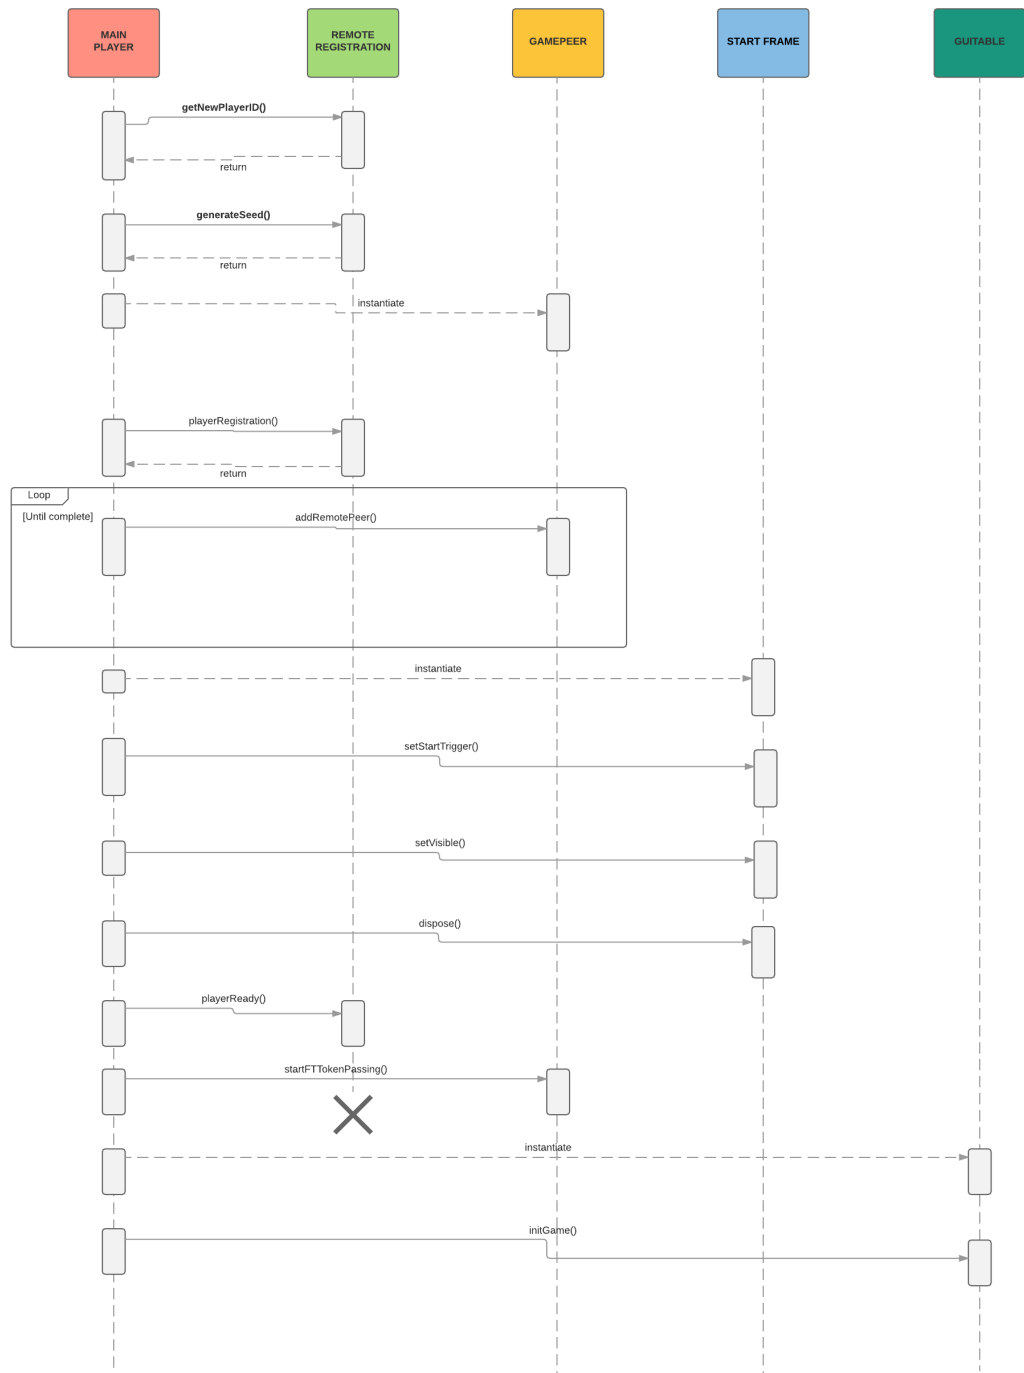 MAIN
PLAYER
REMOTE
REGISTRATION
GAMEPEER
START FRAME
GUITABLE
getNewPlayerID()
return
generateSeed()
return
instantiate
playerRegistration()
return
Loop
[Until complete]
addRemotePeer()
instantiate
setStartTrigger()
setVisible()
dispose()
playerReady()
startFTTokenPassing()
instantiate
initGame()